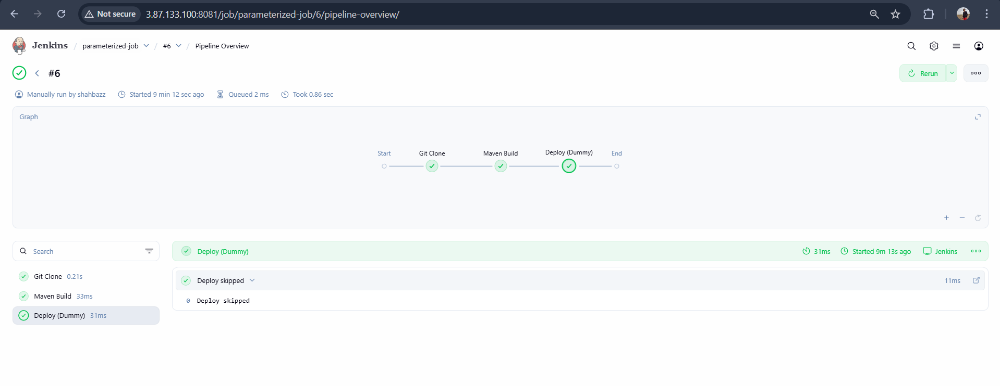 Not secure 3.87.133.100:8081/job/parameterized-job/6/pipeline-overview/
Jenkins / parameterized-job / #6 / Pipeline Overview
#6
Rerun
Manually run by shahbazz Started 9 min 12 sec ago Queued 2 ms Took 0.86 sec
Graph
Start Git Clone Maven Build Deploy (Dummy) End
Search
Deploy (Dummy) 31ms Started 9m 13s ago Jenkins
Git Clone 0.21s
Maven Build 33ms
Deploy (Dummy) 31ms
Deploy skipped 11ms
0 Deploy skipped